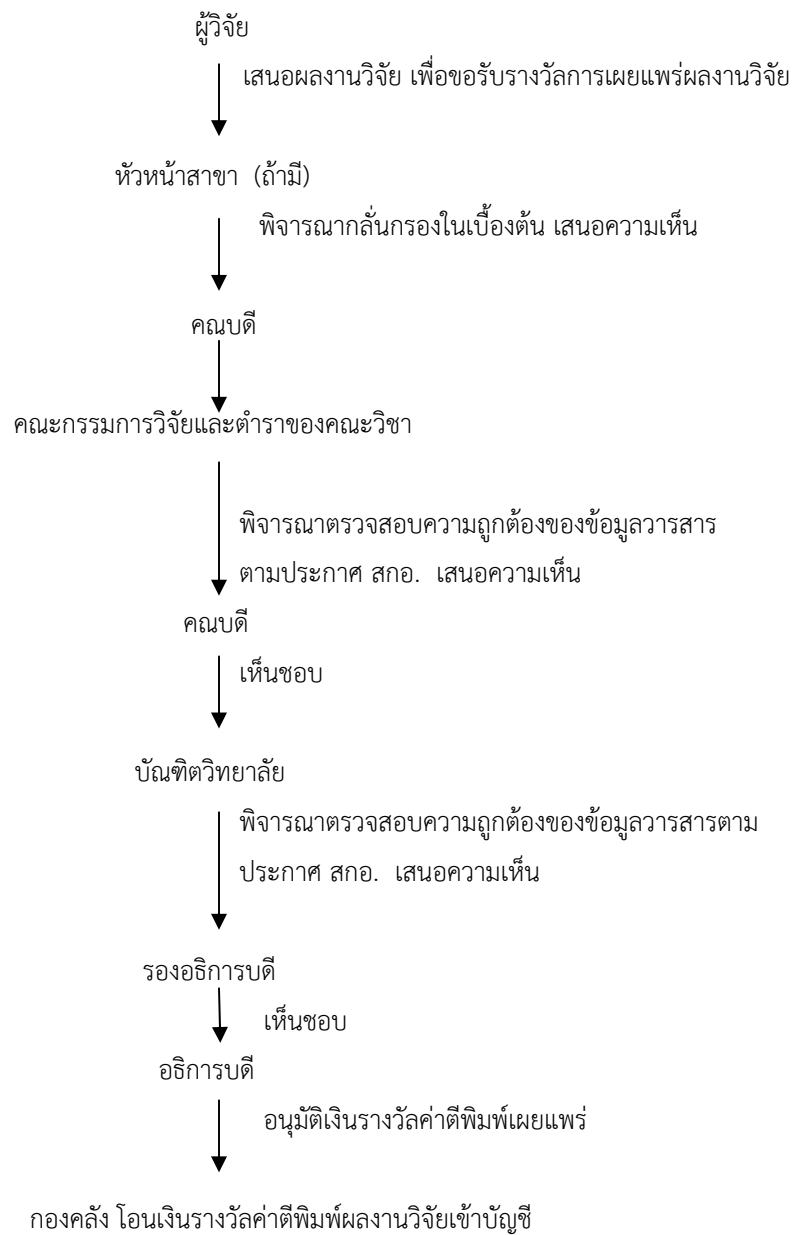 ผู้วิจัย
เสนอผลงานวิจัย เพื่อขอรับรางวัลการเผยแพร่ผลงานวิจัย
หัวหน้าสาขา (ถ้ามี)
พิจารณากลั่นกรองในเบื้องต้น เสนอความเห็น
คณบดี
คณะกรรมการวิจัยและตำราของคณะวิชา
พิจารณาตรวจสอบความถูกต้องของข้อมูลวารสาร
ตามประกาศ สกอ. เสนอความเห็น
คณบดี
เห็นชอบ
บัณฑิตวิทยาลัย
พิจารณาตรวจสอบความถูกต้องของข้อมูลวารสารตาม
ประกาศ สกอ. เสนอความเห็น
รองอธิการบดี
เห็นชอบ
อธิการบดี
อนุมัติเงินรางวัลค่าตีพิมพ์เผยแพร่
กองคลัง โอนเงินรางวัลค่าตีพิมพ์ผลงานวิจัยเข้าบัญชี